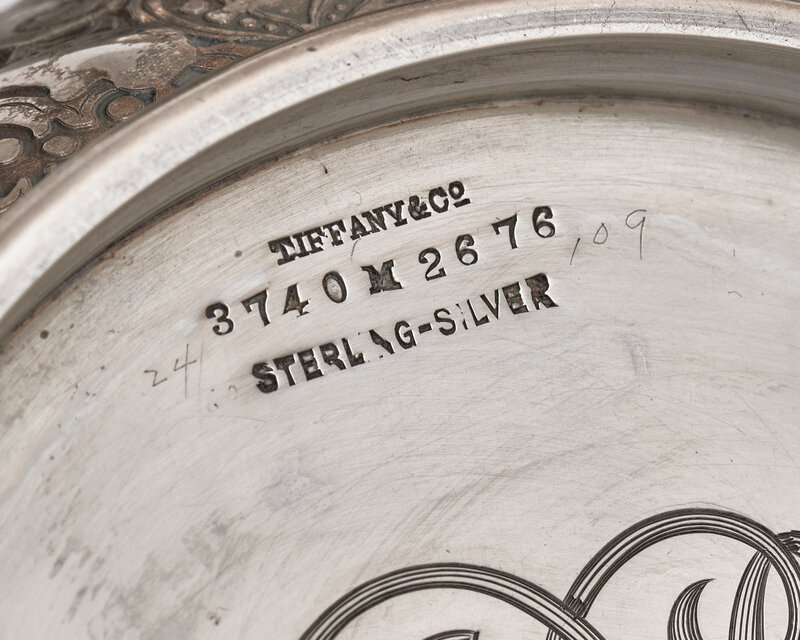 TIFFANY & Co
3740 M 2676
,09
STERLING-SILVER
24